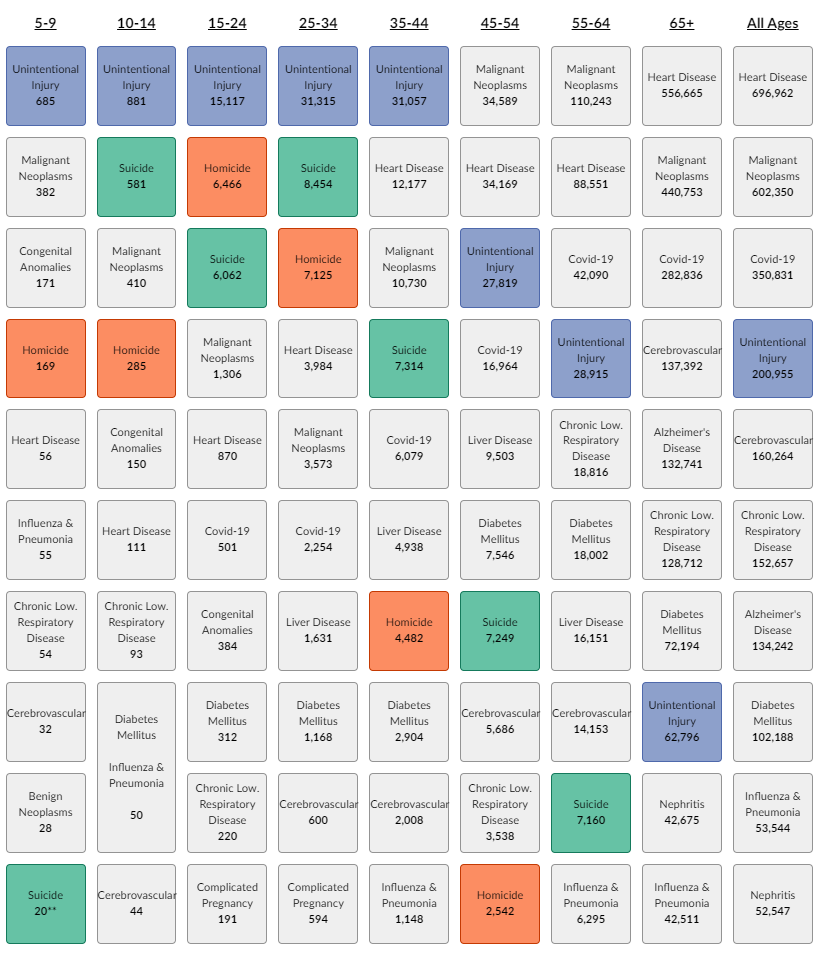 5-9 10-14 15-24 25-34 35-44 45-54 55-64 65+ All Ages
Unintentional Unintentional Unintentional Unintentional Unintentional Malignant Malignant Heart Disease Heart Disease
Injury Injury Injury Injury Injury Neoplasms Neoplasms 556,665 696,962
685 881 15,117 31,315 31,057 34,589 110,243
Malignant Suicide Homicide Suicide Heart Disease Heart Disease Heart Disease Malignant Malignant
Neoplasms 581 6,466 8,454 12,177 34,169 88,551 Neoplasms Neoplasms
382 440,753 602,350
Congenital Malignant Suicide Homicide Malignant Unintentional Covid-19 Covid-19 Covid-19
Anomalies Neoplasms 6,062 7,125 Neoplasms Injury 42,090 282,836 350,831
171 410 10,730 27,819
Homicide Homicide Malignant Heart Disease Suicide Covid-19 Unintentional Cerebrovascular Unintentional
169 285 Neoplasms 3,984 7,314 16,964 Injury 137,392 Injury
1,306 28,915 200,955
Heart Disease Congenital Heart Disease Malignant Covid-19 Liver Disease Chronic Low. Alzheimer's Cerebrovascular
56 Anomalies 870 Neoplasms 6,079 9,503 Respiratory Disease 160,264
150 3,573 Disease 132,741
18,816
Influenza & Heart Disease Covid-19 Covid-19 Liver Disease Diabetes Diabetes Chronic Low. Chronic Low.
Pneumonia 111 501 2,254 4,938 Mellitus Mellitus Respiratory Respiratory
55 7,546 18,002 Disease Disease
128,712 152,657
Chronic Low. Chronic Low. Congenital Liver Disease Homicide Suicide Liver Disease Diabetes Alzheimer's
Respiratory Respiratory Anomalies 1,631 4,482 7,249 16,151 Mellitus Disease
Disease Disease 384 72,194 134,242
54 93
Cerebrovascular Diabetes Diabetes Diabetes Diabetes Cerebrovascular Cerebrovascular Unintentional Diabetes
32 Mellitus Mellitus Mellitus Mellitus 5,686 14,153 Injury Mellitus
312 1,168 2,904 62,796 102,188
Benign Influenza & Chronic Low. Cerebrovascular Cerebrovascular Chronic Low. Suicide Nephritis Influenza &
Neoplasms Pneumonia Respiratory 600 2,008 Respiratory 7,160 42,675 Pneumonia
28 50 Disease Disease 53,544
220 3,538
Suicide Cerebrovascular Complicated Complicated Influenza & Homicide Influenza & Influenza & Nephritis
20** 44 Pregnancy Pregnancy Pneumonia 2,542 Pneumonia Pneumonia 52,547
191 594 1,148 6,295 42,511